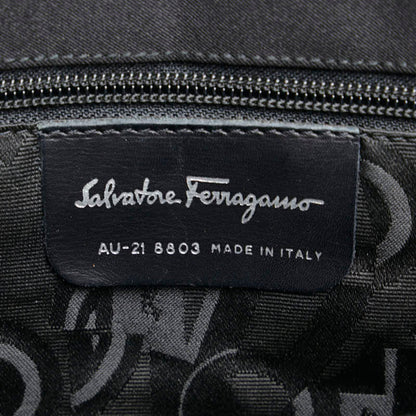 Salvatore Ferragamo
AU-21 8803 MADE IN ITALY